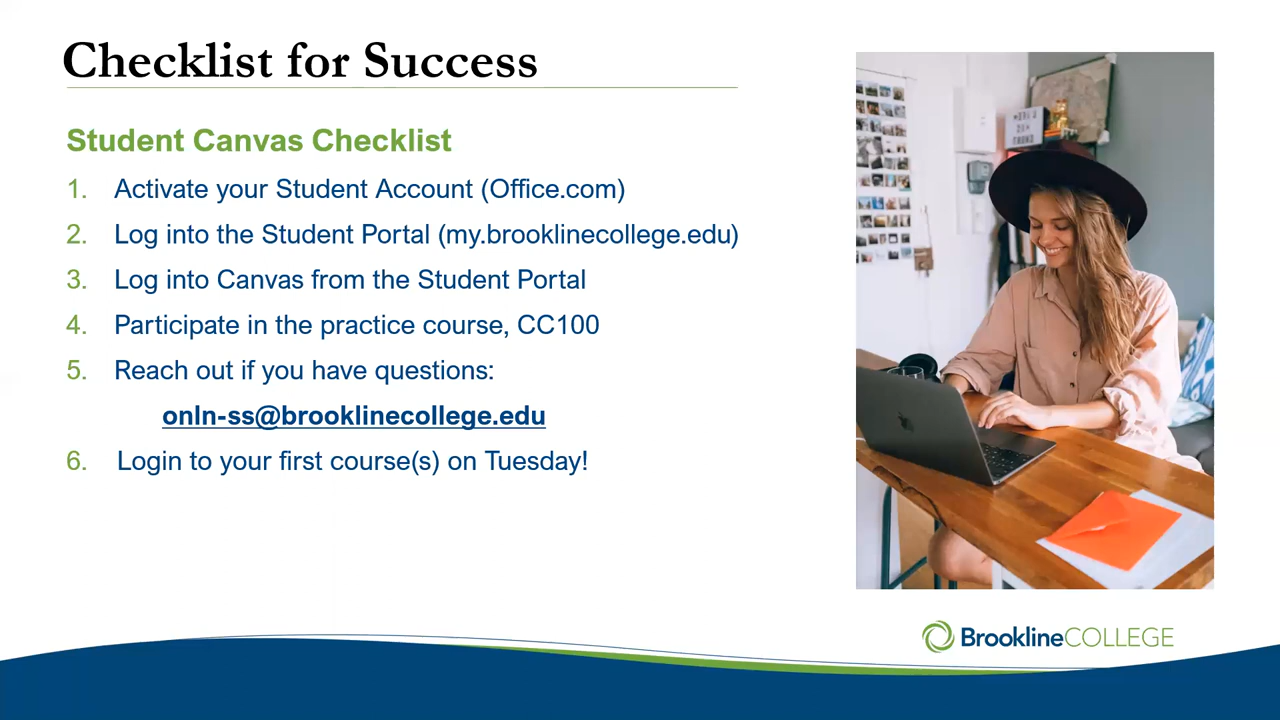 Checklist for Success
Student Canvas Checklist
1. Activate your Student Account (Office.com)
2. Log into the Student Portal (my.brooklinecollege.edu)
3. Log into Canvas from the Student Portal
4. Participate in the practice course, CC100
5. Reach out if you have questions:
onln-ss@brooklinecollege.edu
6. Login to your first course(s) on Tuesday!
BrooklineCOLLEGE